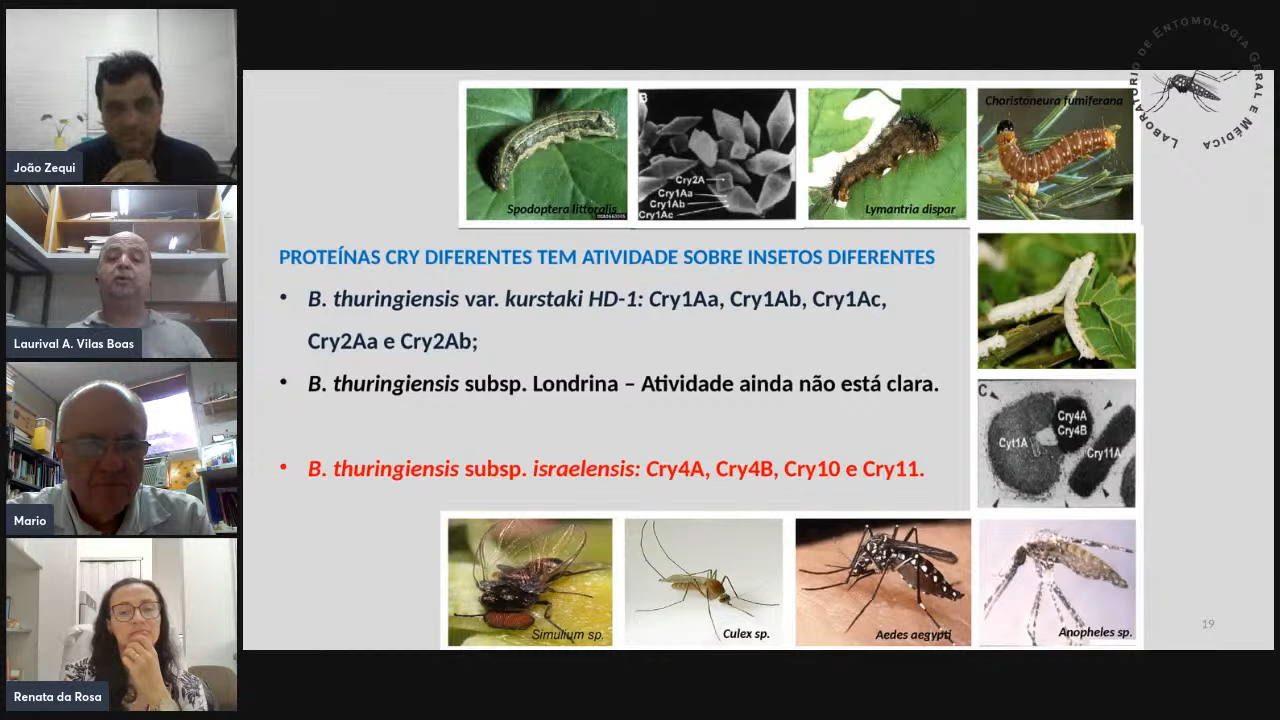 João Zequi
Laurival A. Vilas Boas
Mario
Renata da Rosa
LABORATÓRIO DE ENTOMOLOGIA GERAL E MÉDICA
Spodoptera littoralis
B
Cry2A
Cry1Aa
Cry1Ab
Cry1Ac
Lymantria dispar
Choristoneura fumiferana
PROTEÍNAS CRY DIFERENTES TEM ATIVIDADE SOBRE INSETOS DIFERENTES
• B. thuringiensis var. kurstaki HD-1: Cry1Aa, Cry1Ab, Cry1Ac,
Cry2Aa e Cry2Ab;
• B. thuringiensis subsp. Londrina – Atividade ainda não está clara.
• B. thuringiensis subsp. israelensis: Cry4A, Cry4B, Cry10 e Cry11.
C
Cyt1A
Cry4A
Cry4B
Cry11A
Simulium sp.
Culex sp.
Aedes aegypti
Anopheles sp.
19